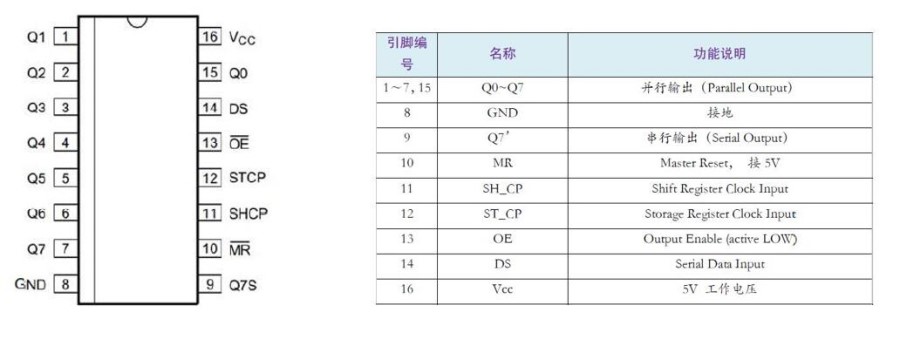 Q1 1 16 VCC
Q2 2 15 Q0
Q3 3 14 DS
Q4 4 13 OE
Q5 5 12 STCP
Q6 6 11 SHCP
Q7 7 10 MR
GND 8 9 Q7S
引脚编号 名称 功能说明
1～7，15 Q0~Q7 并行输出（Parallel Output）
8 GND 接地
9 Q7′ 串行输出（Serial Output）
10 MR Master Reset， 接 5V
11 SH_CP Shift Register Clock Input
12 ST_CP Storage Register Clock Input
13 OE Output Enable (active LOW)
14 DS Serial Data Input
16 Vcc 5V 工作电压